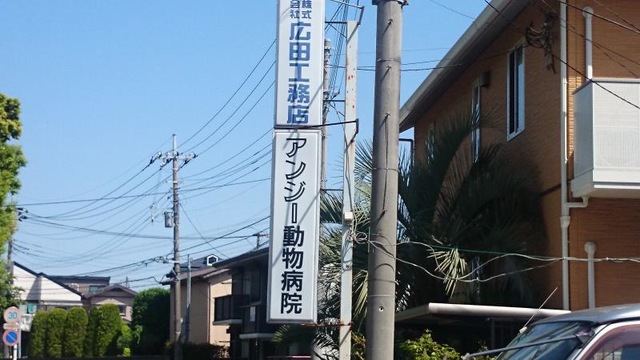 株式会社
広田工務店
アンジー動物病院